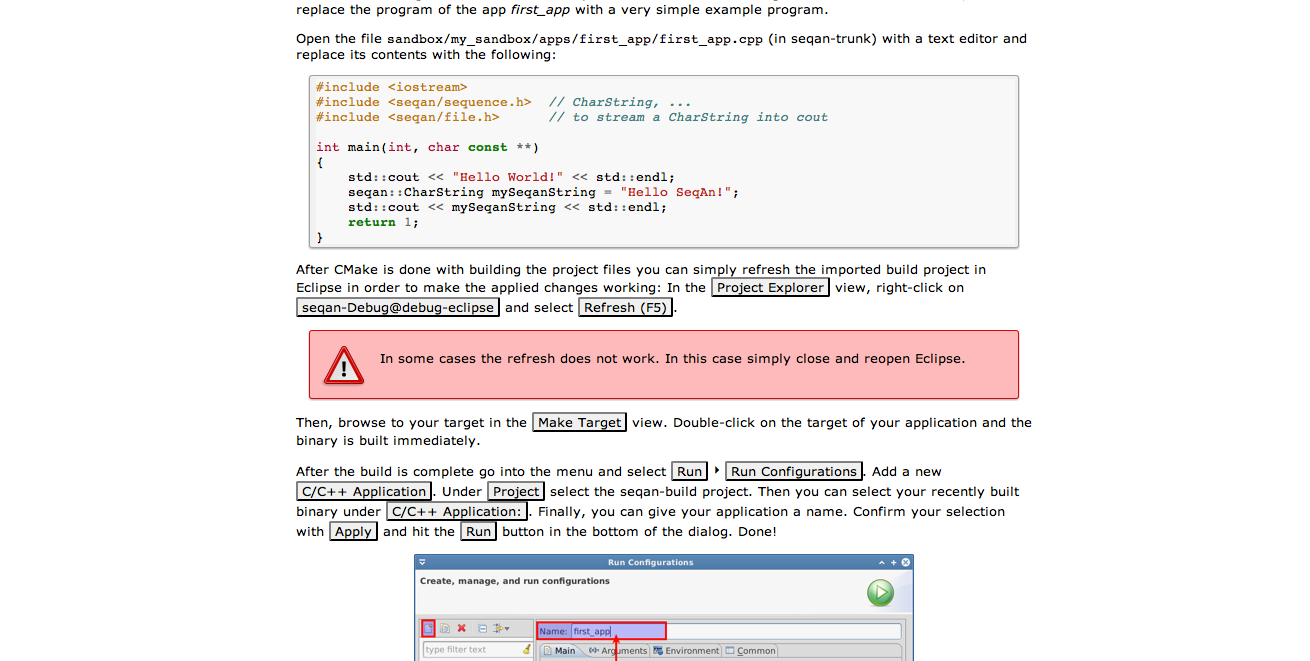 replace the program of the app first_app with a very simple example program.
Open the file sandbox/my_sandbox/apps/first_app/first_app.cpp (in seqan-trunk) with a text editor and
replace its contents with the following:
#include <iostream>
#include <seqan/sequence.h>  // CharString, ...
#include <seqan/file.h>      // to stream a CharString into cout
int main(int, char const **)
{
    std::cout << "Hello World!" << std::endl;
    seqan::CharString mySeqanString = "Hello SeqAn!";
    std::cout << mySeqanString << std::endl;
    return 1;
}
After CMake is done with building the project files you can simply refresh the imported build project in
Eclipse in order to make the applied changes working: In the Project Explorer view, right-click on
seqan-Debug@debug-eclipse and select Refresh (F5).
In some cases the refresh does not work. In this case simply close and reopen Eclipse.
Then, browse to your target in the Make Target view. Double-click on the target of your application and the
binary is built immediately.
After the build is complete go into the menu and select Run ‣ Run Configurations. Add a new
C/C++ Application. Under Project select the seqan-build project. Then you can select your recently built
binary under C/C++ Application:. Finally, you can give your application a name. Confirm your selection
with Apply and hit the Run button in the bottom of the dialog. Done!
Run Configurations
Create, manage, and run configurations
Name: first_app
type filter text
Main Arguments Environment Common